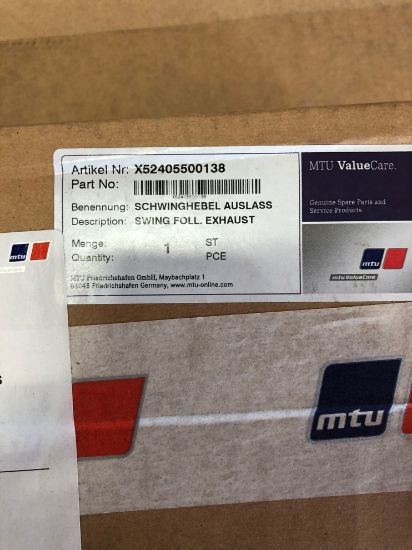 Artikel Nr: X52405500138
Part No:
X52405500138
Benennung: SCHWINGHEBEL AUSLASS
Description: SWING FOLL. EXHAUST
Menge: 1 ST
Quantity: PCE
MTU Friedrichshafen GmbH, Maybachplatz 1
88045 Friedrichshafen Germany, www.mtu-online.com
MTU ValueCare.
Genuine Spare Parts and
Service Products.
mtu
mtu ValueCare
mtu
mtu